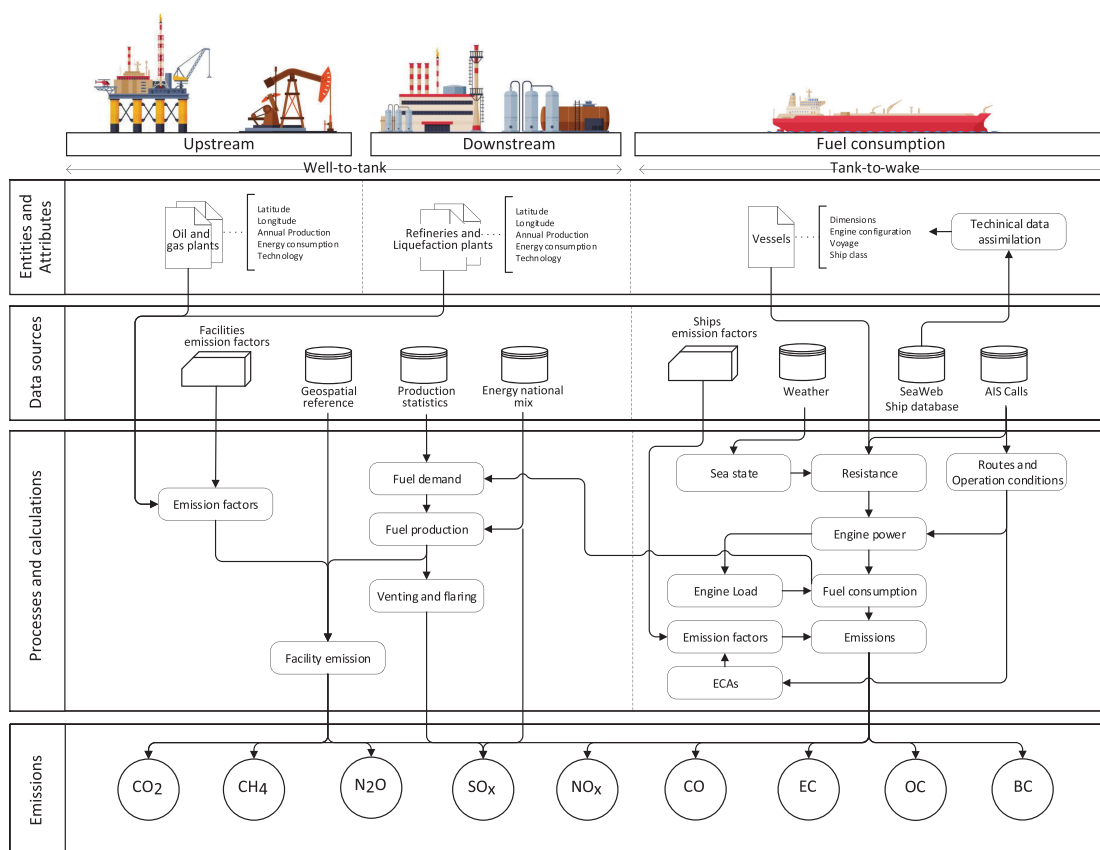 Upstream
Downstream
Fuel consumption
Well-to-tank
Tank-to-wake
Entities and
Attributes
Oil and
gas plants
Latitude
Longitude
Annual Production
Energy consumption
Technology
Refineries and
Liquefaction plants
Latitude
Longitude
Annual Production
Energy consumption
Technology
Vessels
Dimensions
Engine configuration
Voyage
Ship class
Techinical data
assimilation
Data sources
Facilities
emission factors
Geospatial
reference
Production
statistics
Energy national
mix
Ships
emission factors
Weather
SeaWeb
Ship database
AIS Calls
Processes and calculations
Fuel demand
Sea state
Resistance
Routes and
Operation conditions
Emission factors
Fuel production
Engine power
Venting and flaring
Engine Load
Fuel consumption
Facility emission
Emission factors
Emissions
ECAs
Emissions
CO2
CH4
N2O
SOx
NOx
CO
EC
OC
BC